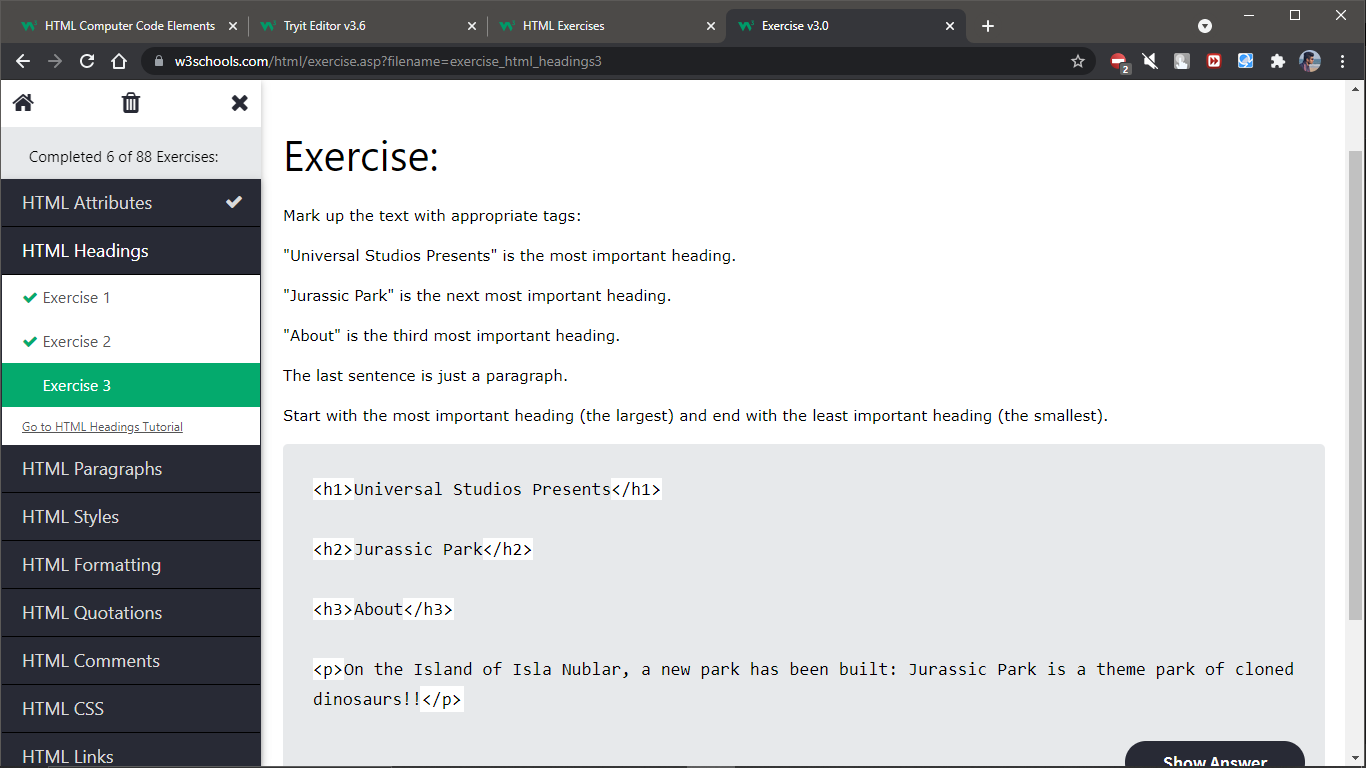 HTML Computer Code Elements
Tryit Editor v3.6
HTML Exercises
Exercise v3.0
w3schools.com/html/exercise.asp?filename=exercise_html_headings3
2
Completed 6 of 88 Exercises:
HTML Attributes
HTML Headings
Exercise 1
Exercise 2
Exercise 3
Go to HTML Headings Tutorial
HTML Paragraphs
HTML Styles
HTML Formatting
HTML Quotations
HTML Comments
HTML CSS
HTML Links
Exercise:
Mark up the text with appropriate tags:
"Universal Studios Presents" is the most important heading.
"Jurassic Park" is the next most important heading.
"About" is the third most important heading.
The last sentence is just a paragraph.
Start with the most important heading (the largest) and end with the least important heading (the smallest).
<h1>Universal Studios Presents</h1>
<h2>Jurassic Park</h2>
<h3>About</h3>
<p>On the Island of Isla Nublar, a new park has been built: Jurassic Park is a theme park of cloned
dinosaurs!!</p>
Show Answer